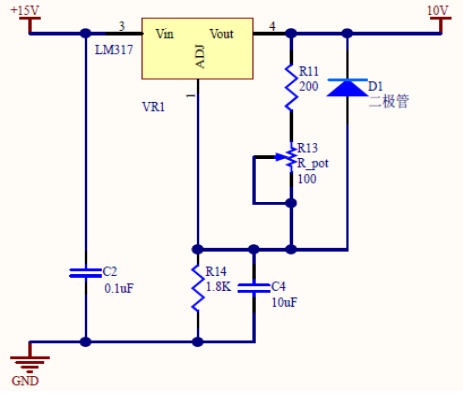 +15V
10V
3
Vin
Vout
4
LM317
ADJ
1
VR1
R11
200
D1
二极管
R13
R_pot
100
C2
0.1uF
R14
1.8K
C4
10uF
GND